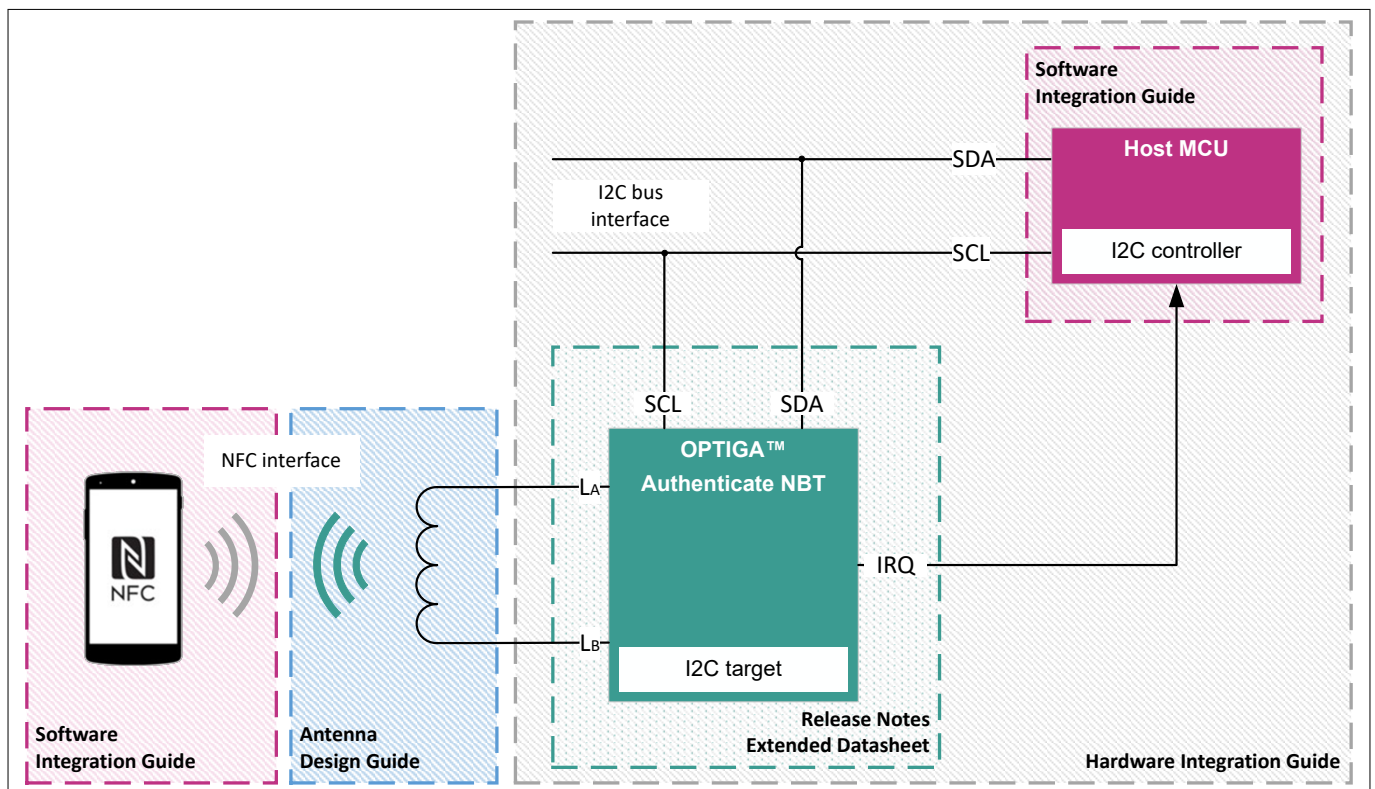 Software
Integration Guide
Host MCU
SDA
I2C bus
interface
SCL
I2C controller
SCL
SDA
OPTIGA™
Authenticate NBT
NFC interface
LA
NFC
IRQ
LB
I2C target
Release Notes
Extended Datasheet
Software
Integration Guide
Antenna
Design Guide
Hardware Integration Guide